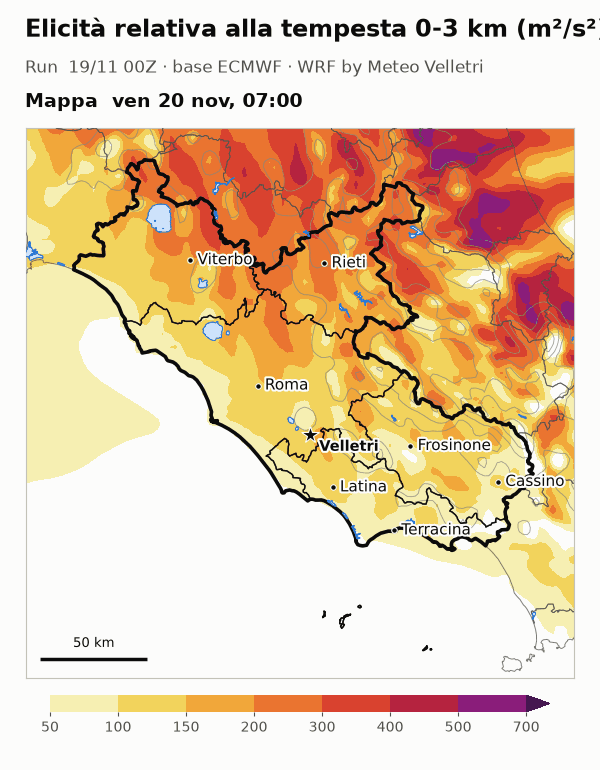 Elicità relativa alla tempesta 0-3 km (m²/s²)
Run  19/11 00Z · base ECMWF · WRF by Meteo Velletri
Mappa  ven 20 nov, 07:00
Viterbo
Rieti
Roma
Velletri
Frosinone
Cassino
Latina
Terracina
50 km
50 100 150 200 300 400 500 700